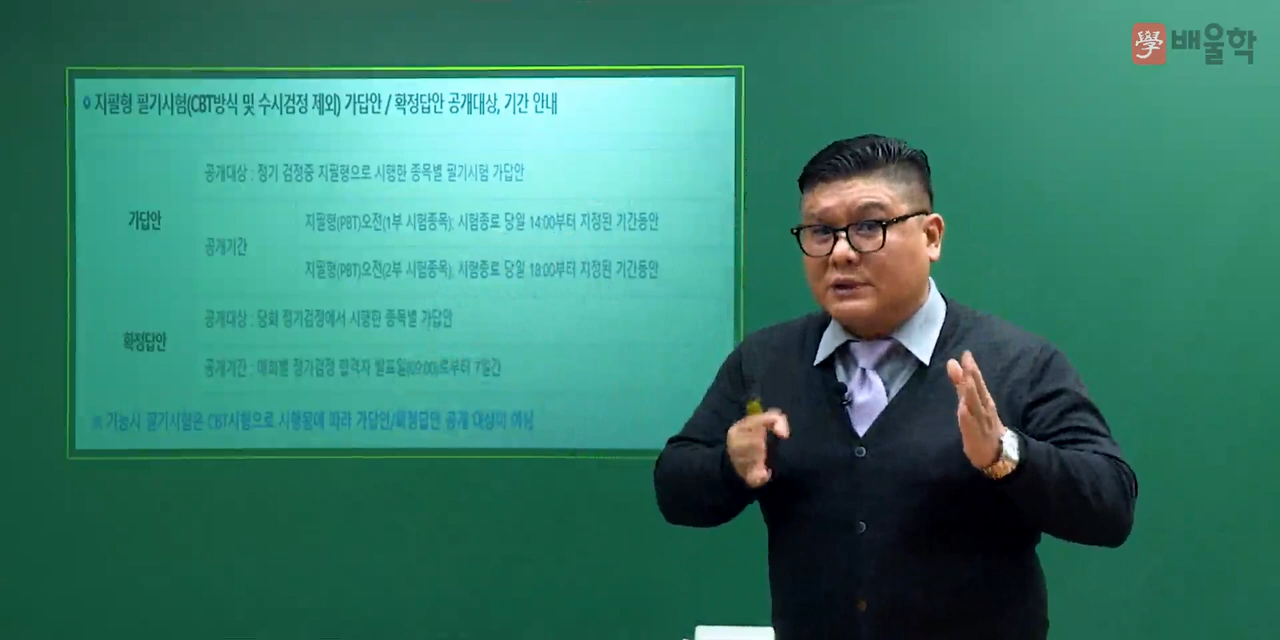 學 배울학
지필형 필기시험(CBT방식 및 수시검정 제외) 가답안 / 확정답안 공개대상, 기간 안내
공개대상 : 정기 검정중 지필형으로 시행한 종목별 필기시험 가답안
가답안
지필형(PBT)오전(1부 시험종목): 시험종료 당일 14:00부터 지정된 기간동안
공개기간
지필형(PBT)오전(2부 시험종목): 시험종료 당일 18:00부터 지정된 기간동안
공개대상 : 당회 정기검정에서 시행한 종목별 가답안
확정답안
공개기간 : 매회별 정기검정 합격자 발표일(09:00)로부터 7일간
※ 기능사 필기시험은 CBT시험으로 시행됨에 따라 가답안/확정답안 공개 대상이 아님